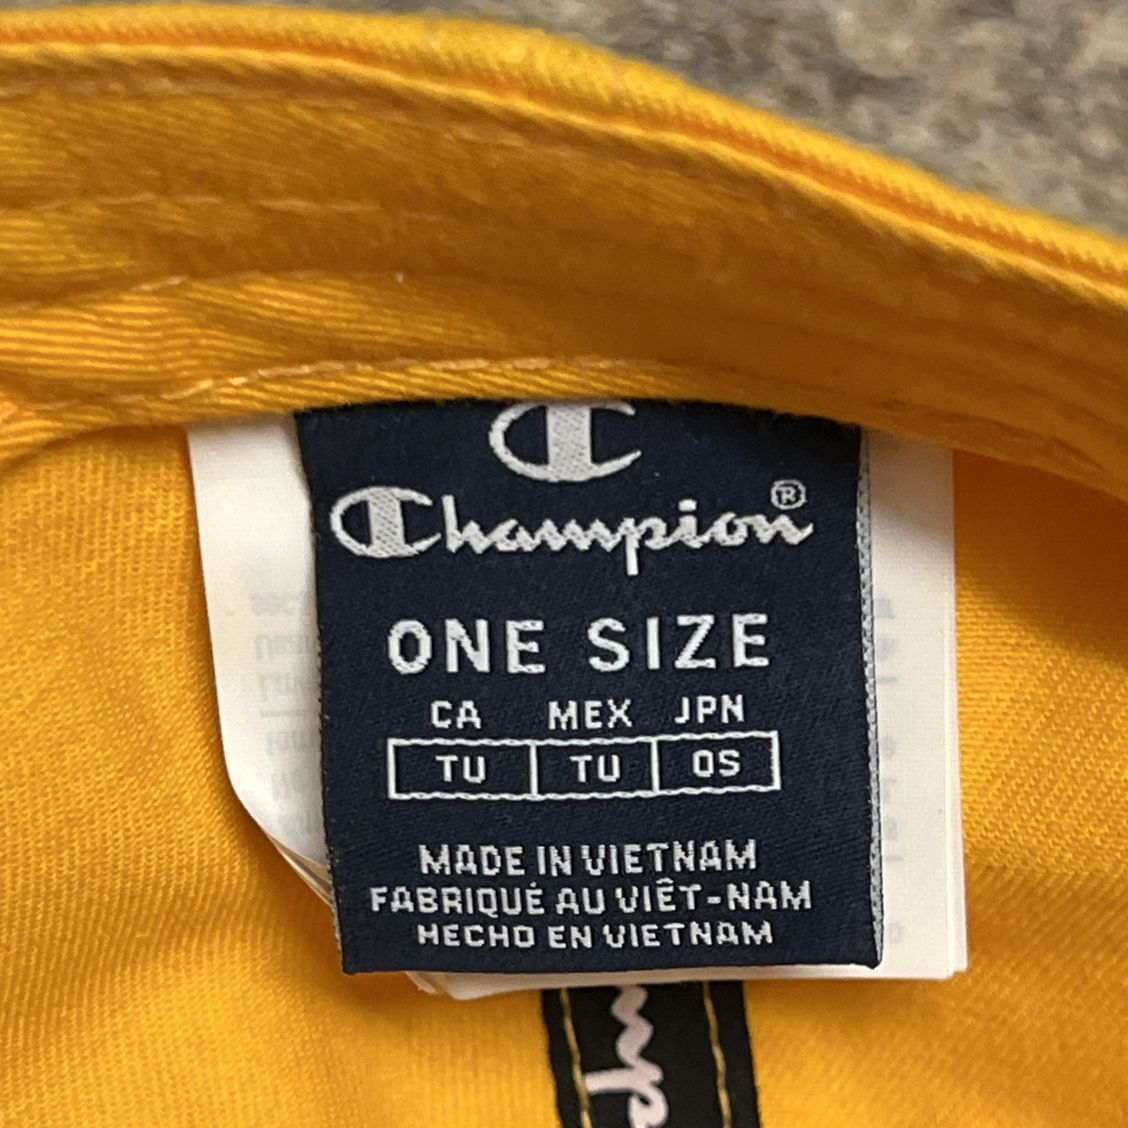 Champion®
ONE SIZE
CA MEX JPN
TU TU OS
MADE IN VIETNAM
FABRIQUÉ AU VIÊT-NAM
HECHO EN VIETNAM
mp